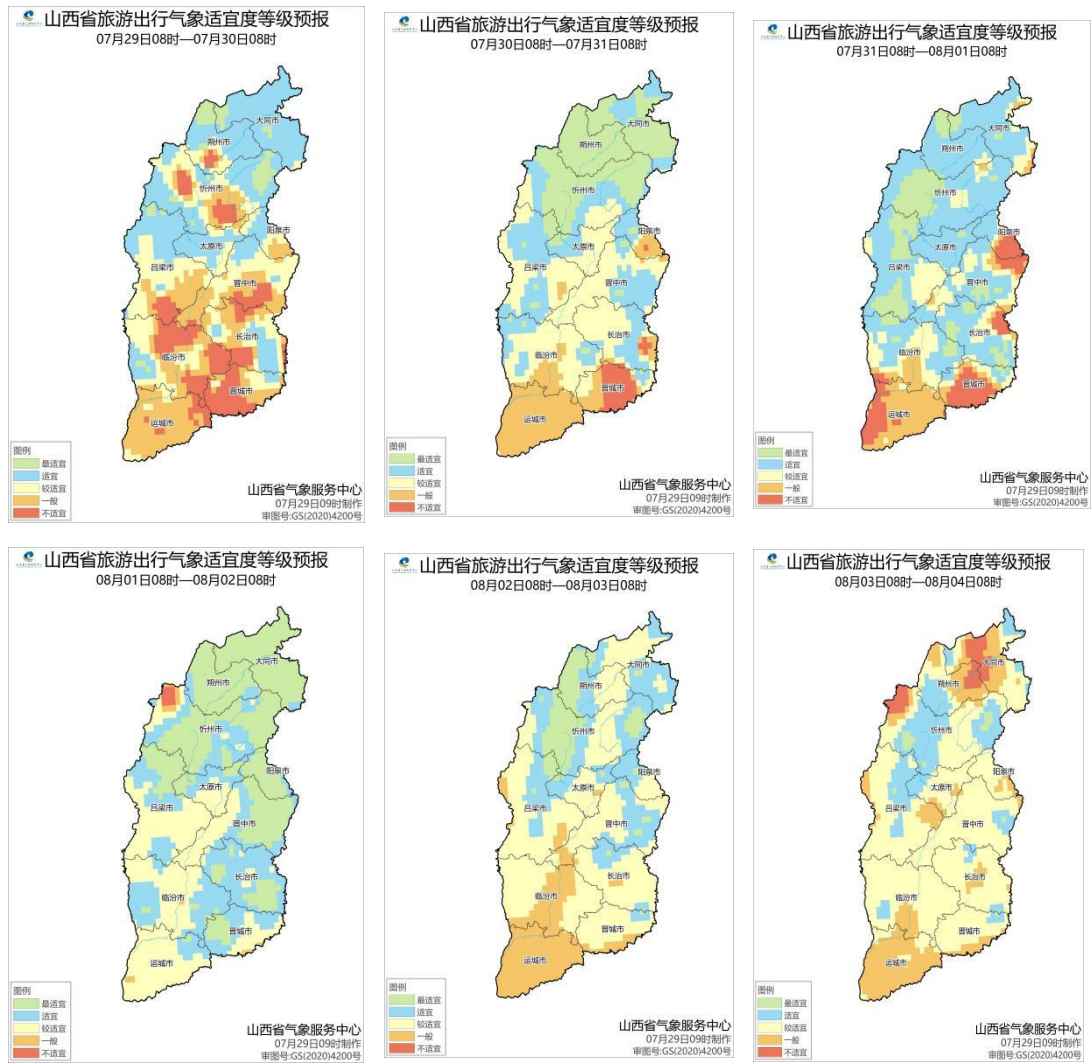 山西省旅游出行气象适宜度等级预报
07月29日08时—07月30日08时
大同市
朔州市
忻州市
阳泉市
太原市
吕梁市
晋中市
长治市
临汾市
晋城市
运城市
图例
最适宜
适宜
较适宜
一般
不适宜
山西省气象服务中心
07月29日09时制作
审图号:GS(2020)4200号
山西省旅游出行气象适宜度等级预报
07月30日08时—07月31日08时
大同市
朔州市
忻州市
阳泉市
太原市
吕梁市
晋中市
长治市
临汾市
晋城市
运城市
图例
最适宜
适宜
较适宜
一般
不适宜
山西省气象服务中心
07月29日09时制作
审图号:GS(2020)4200号
山西省旅游出行气象适宜度等级预报
07月31日08时—08月01日08时
大同市
朔州市
忻州市
阳泉市
太原市
吕梁市
晋中市
长治市
临汾市
晋城市
运城市
图例
最适宜
适宜
较适宜
一般
不适宜
山西省气象服务中心
07月29日09时制作
审图号:GS(2020)4200号
山西省旅游出行气象适宜度等级预报
08月01日08时—08月02日08时
大同市
朔州市
忻州市
阳泉市
太原市
吕梁市
晋中市
长治市
临汾市
晋城市
运城市
图例
最适宜
适宜
较适宜
一般
不适宜
山西省气象服务中心
07月29日09时制作
审图号:GS(2020)4200号
山西省旅游出行气象适宜度等级预报
08月02日08时—08月03日08时
大同市
朔州市
忻州市
阳泉市
太原市
吕梁市
晋中市
长治市
临汾市
晋城市
运城市
图例
最适宜
适宜
较适宜
一般
不适宜
山西省气象服务中心
07月29日09时制作
审图号:GS(2020)4200号
山西省旅游出行气象适宜度等级预报
08月03日08时—08月04日08时
大同市
朔州市
忻州市
阳泉市
太原市
吕梁市
晋中市
长治市
临汾市
晋城市
运城市
图例
最适宜
适宜
较适宜
一般
不适宜
山西省气象服务中心
07月29日09时制作
审图号:GS(2020)4200号